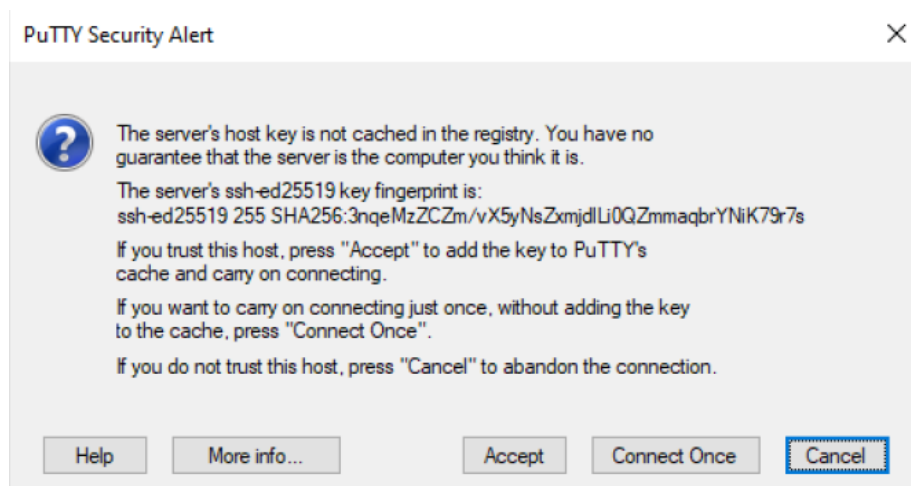 PuTTY Security Alert
The server's host key is not cached in the registry. You have no
guarantee that the server is the computer you think it is.
The server's ssh-ed25519 key fingerprint is:
ssh-ed25519 255 SHA256:3nqeMzZCZm/vX5yNsZxmjdlLi0QZmmaqbrYNiK79r7s
If you trust this host, press "Accept" to add the key to PuTTY's
cache and carry on connecting.
If you want to carry on connecting just once, without adding the key
to the cache, press "Connect Once".
If you do not trust this host, press "Cancel" to abandon the connection.
Help More info... Accept Connect Once Cancel